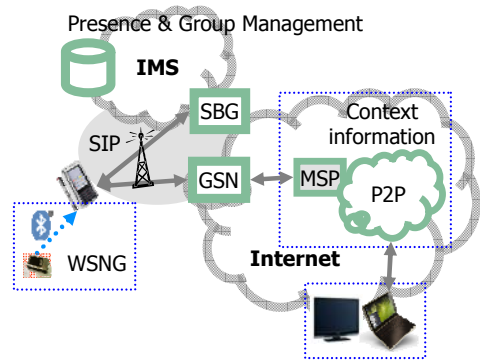 Presence & Group Management
IMS
SBG
Context
information
SIP
GSN
MSP
P2P
WSNG
Internet